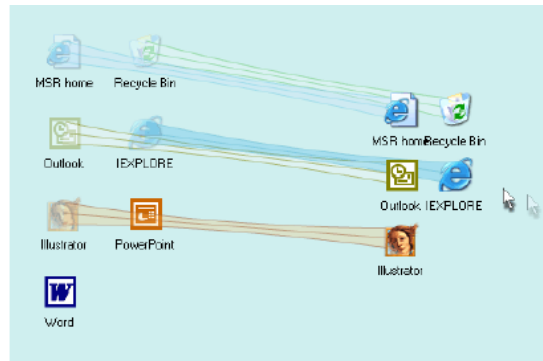 MSR home Recycle Bin
MSR home Recycle Bin
Outlook IEXPLORE
Outlook IEXPLORE
Illustrator PowerPoint
Illustrator
W
Word